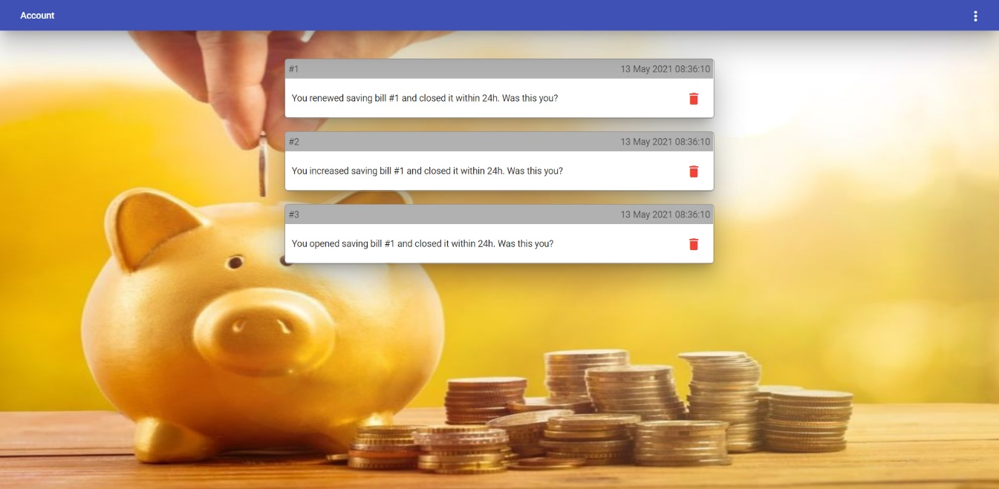 Account
#1 13 May 2021 08:36:10
You renewed saving bill #1 and closed it within 24h. Was this you?
#2 13 May 2021 08:36:10
You increased saving bill #1 and closed it within 24h. Was this you?
#3 13 May 2021 08:36:10
You opened saving bill #1 and closed it within 24h. Was this you?